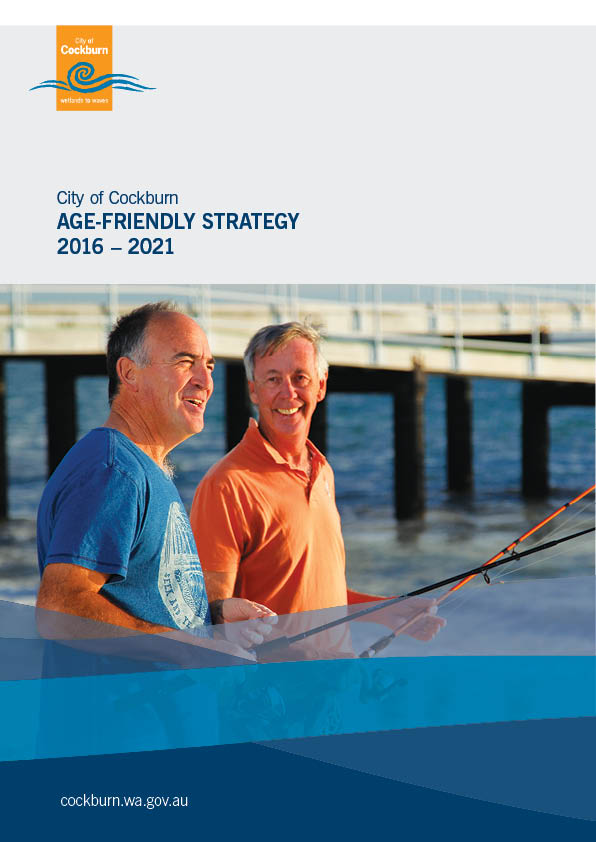 City of
Cockburn
wetlands to waves
City of Cockburn
AGE-FRIENDLY STRATEGY
2016 – 2021
cockburn.wa.gov.au